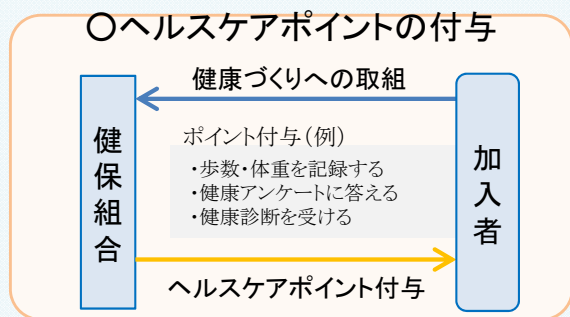 〇ヘルスケアポイントの付与
健康づくりへの取組
健保組合
ポイント付与（例）
・歩数・体重を記録する
・健康アンケートに答える
・健康診断を受ける
加入者
ヘルスケアポイント付与